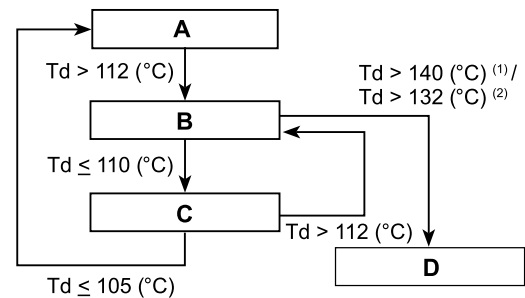 A
Td > 112 (°C)
Td > 140 (°C) (1) /
Td > 132 (°C) (2)
B
Td ≤ 110 (°C)
C
Td > 112 (°C)
D
Td ≤ 105 (°C)